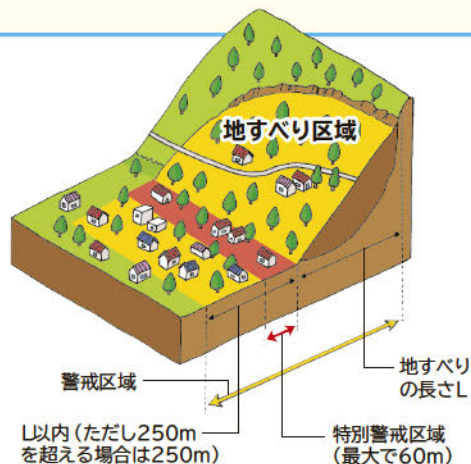 地すべり区域
警戒区域
地すべり
の長さL
L以内(ただし250m
を超える場合は250m)
特別警戒区域
(最大で60m)